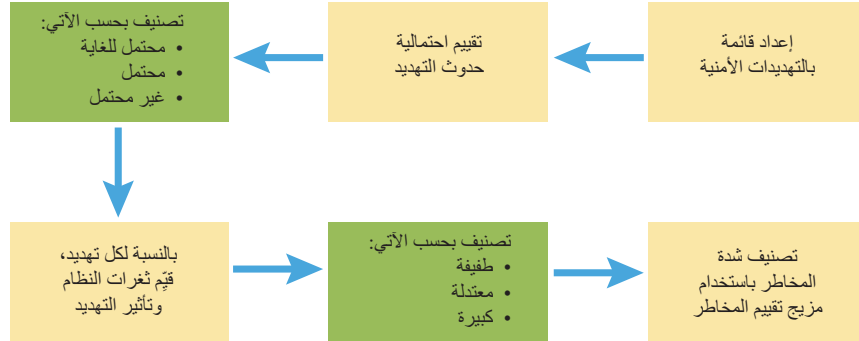 إعداد قائمة
بالتهديدات الأمنية
تقييم احتمالية
حدوث التهديد
تصنيف بحسب الآتي:
• محتمل للغاية
• محتمل
• غير محتمل
بالنسبة لكل تهديد،
قيّم ثغرات النظام
وتأثير التهديد
تصنيف بحسب الآتي:
• طفيفة
• معتدلة
• كبيرة
تصنيف شدة
المخاطر باستخدام
مزيج تقييم المخاطر